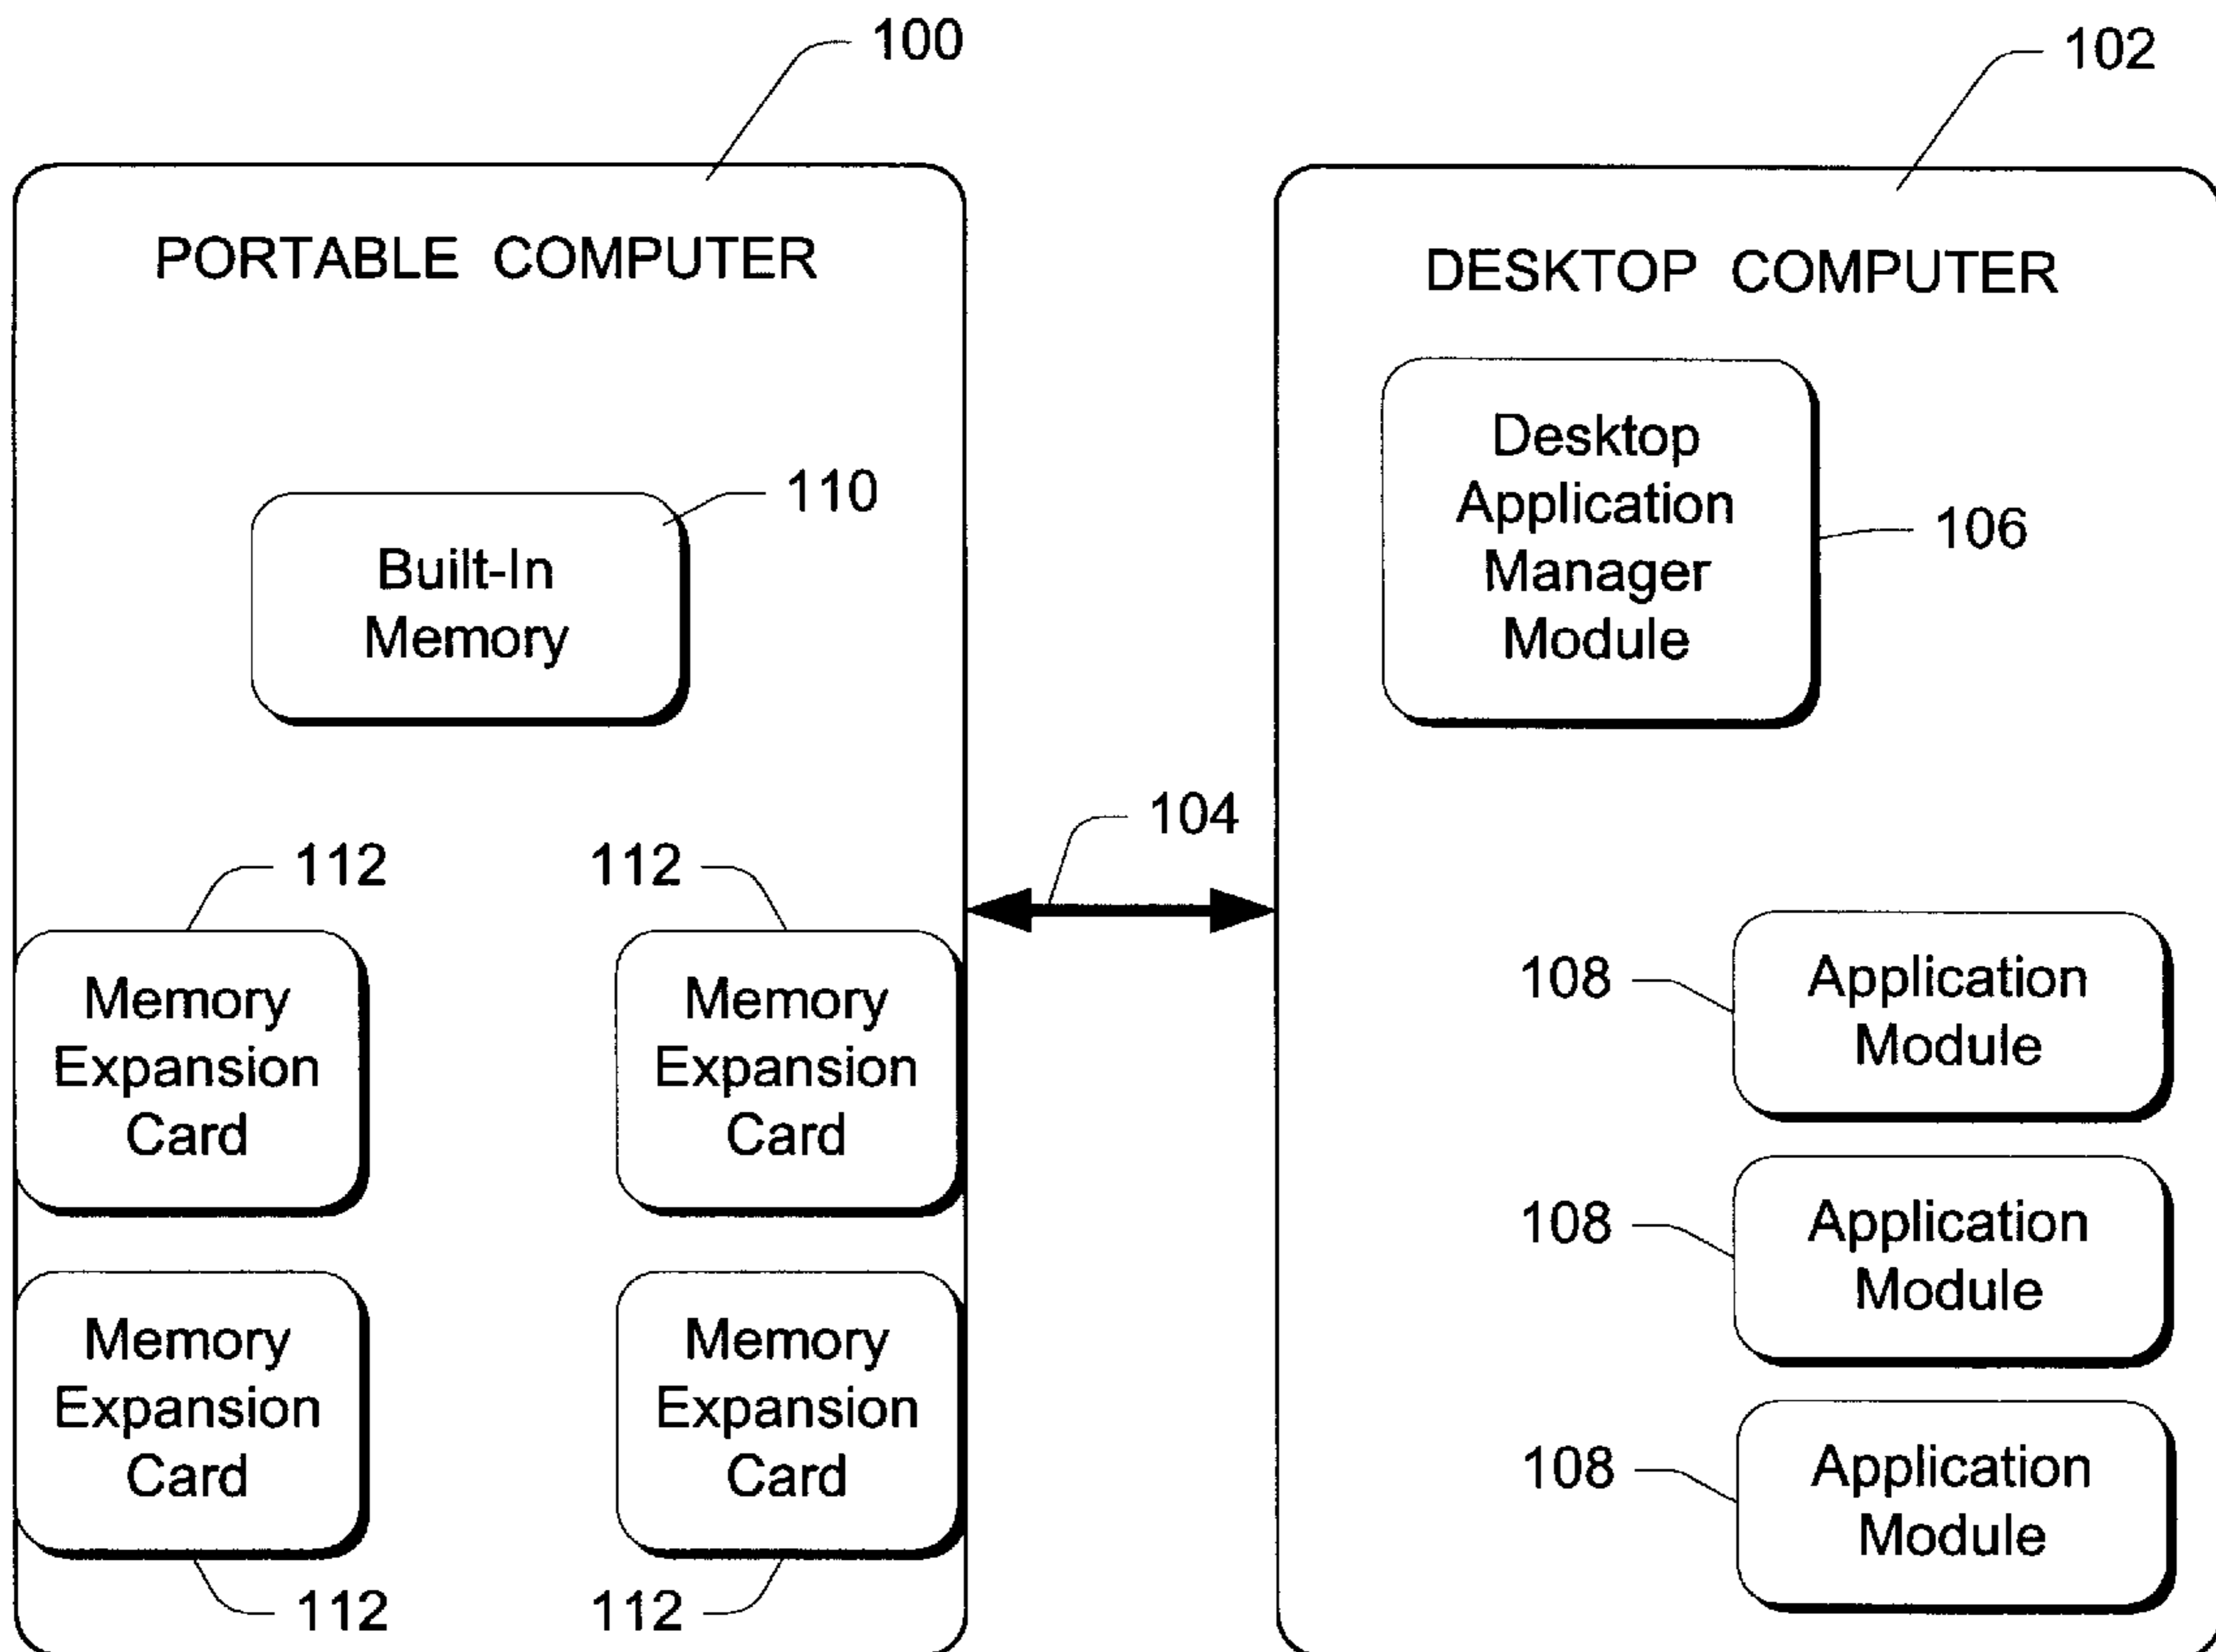 100
102
PORTABLE COMPUTER
DESKTOP COMPUTER
110
Built-In
Memory
Desktop
Application
Manager
Module
106
104
112
112
Memory
Expansion
Card
Memory
Expansion
Card
Memory
Expansion
Card
Memory
Expansion
Card
112
112
108
Application
Module
108
Application
Module
108
Application
Module